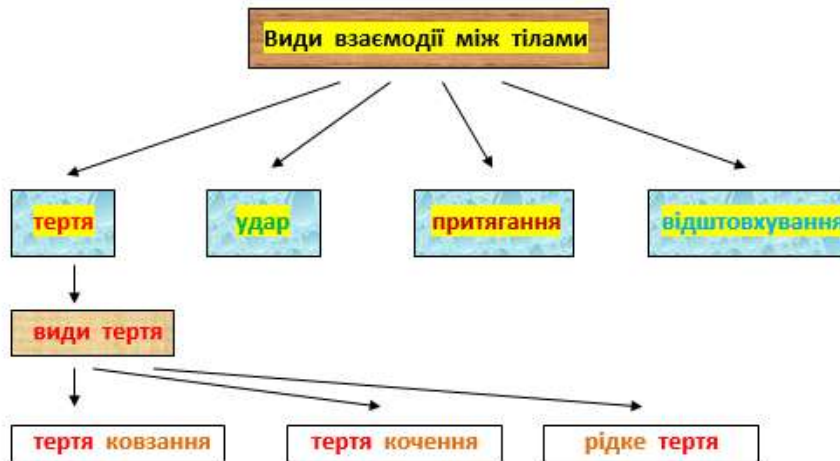 Види взаємодії між тілами
тертя
удар
притягання
відштовхування
види тертя
тертя ковзання
тертя кочення
рідке тертя